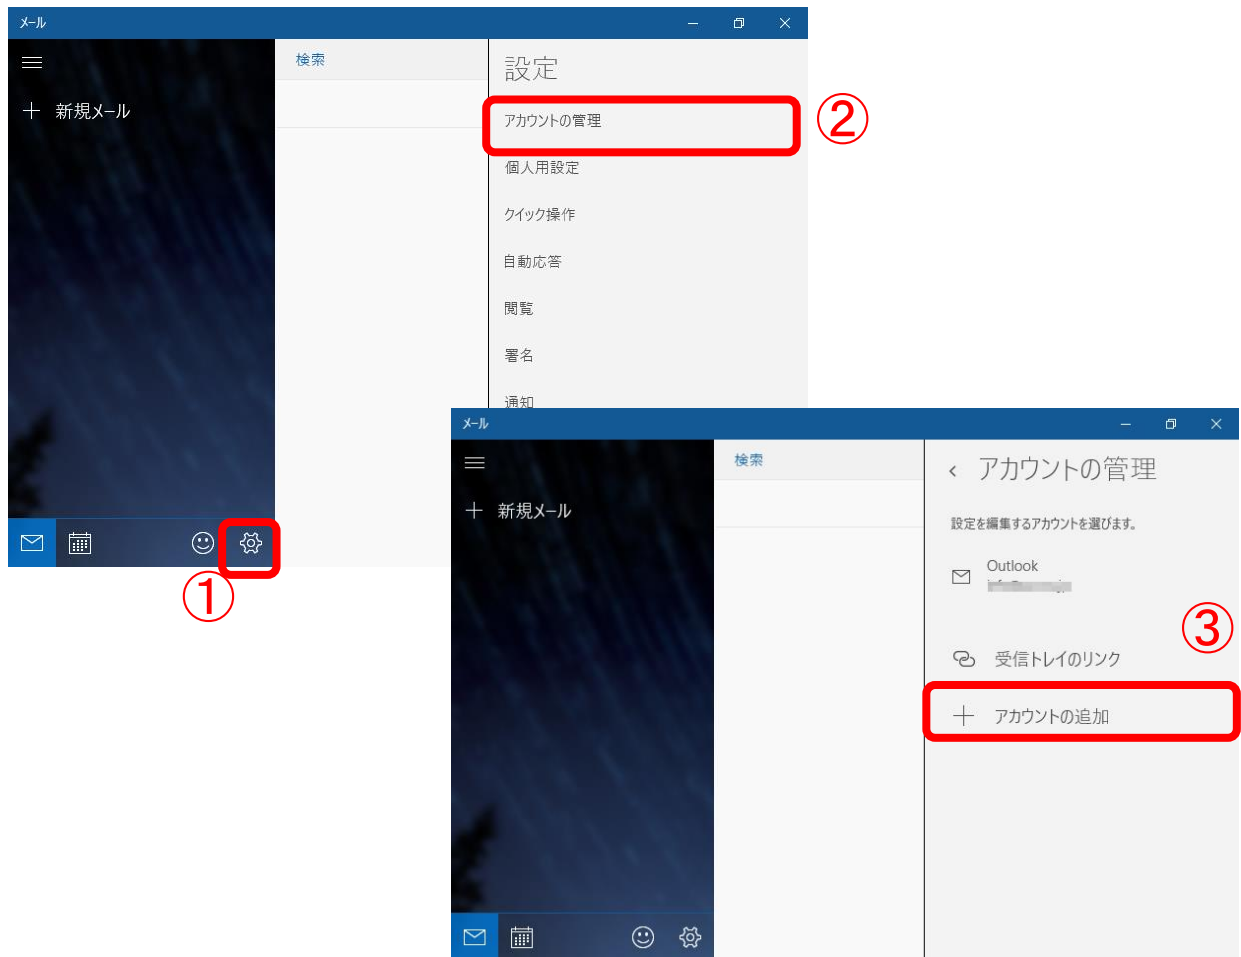 メール
検索
設定
＋ 新規メール
アカウントの管理
②
個人用設定
クイック操作
自動応答
閲覧
署名
通知
①
メール
検索
アカウントの管理
＋ 新規メール
設定を編集するアカウントを選びます。
Outlook
③
受信トレイのリンク
＋ アカウントの追加